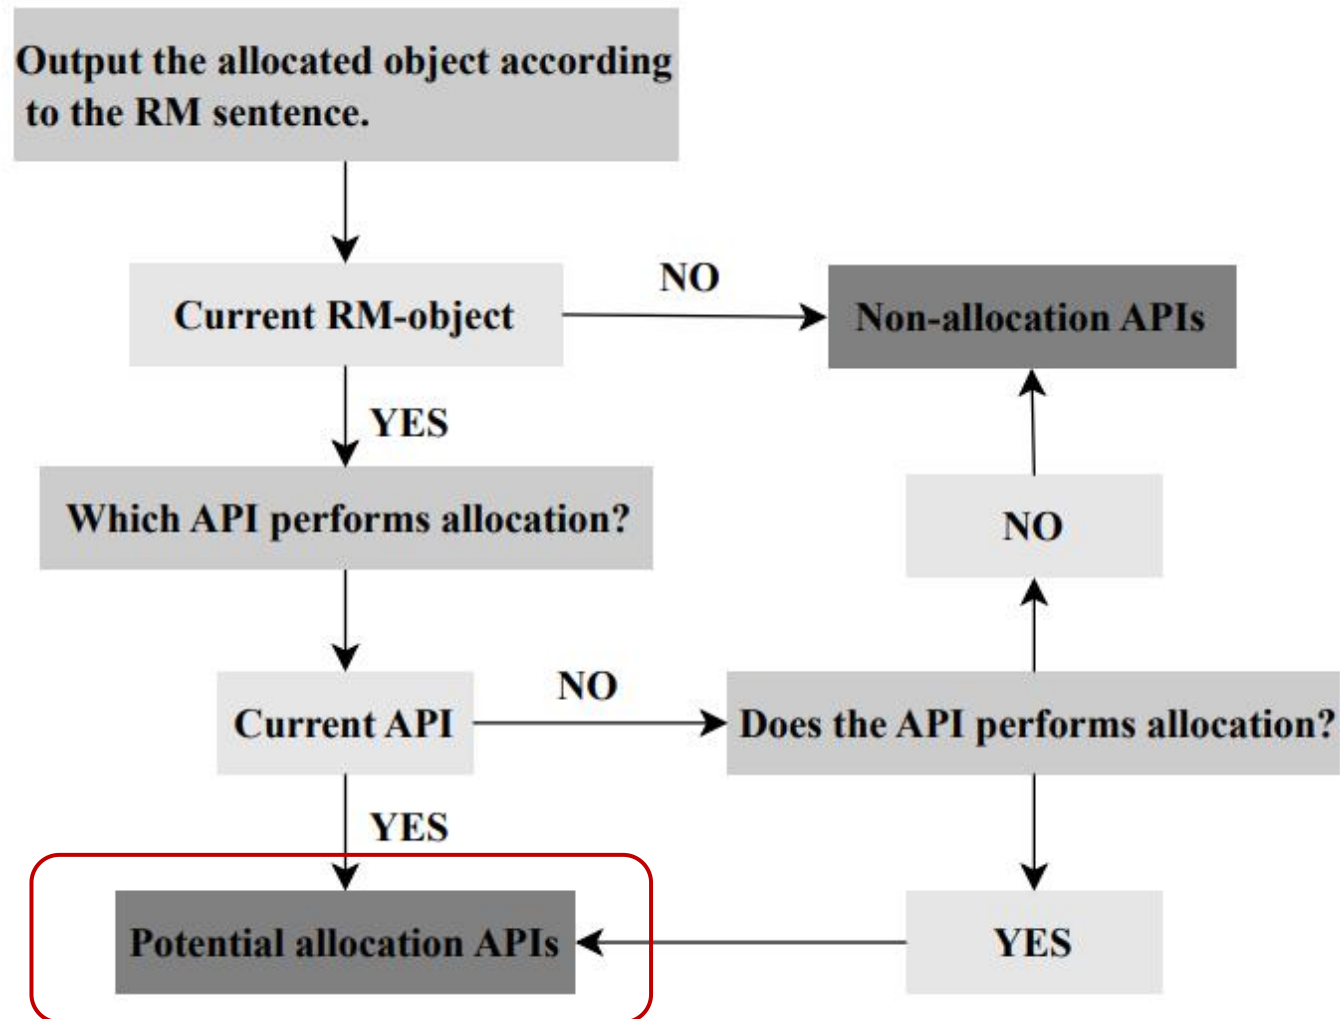 Output the allocated object according
to the RM sentence.
Current RM-object
NO
Non-allocation APIs
YES
Which API performs allocation?
NO
Current API
NO
Does the API performs allocation?
YES
Potential allocation APIs
YES